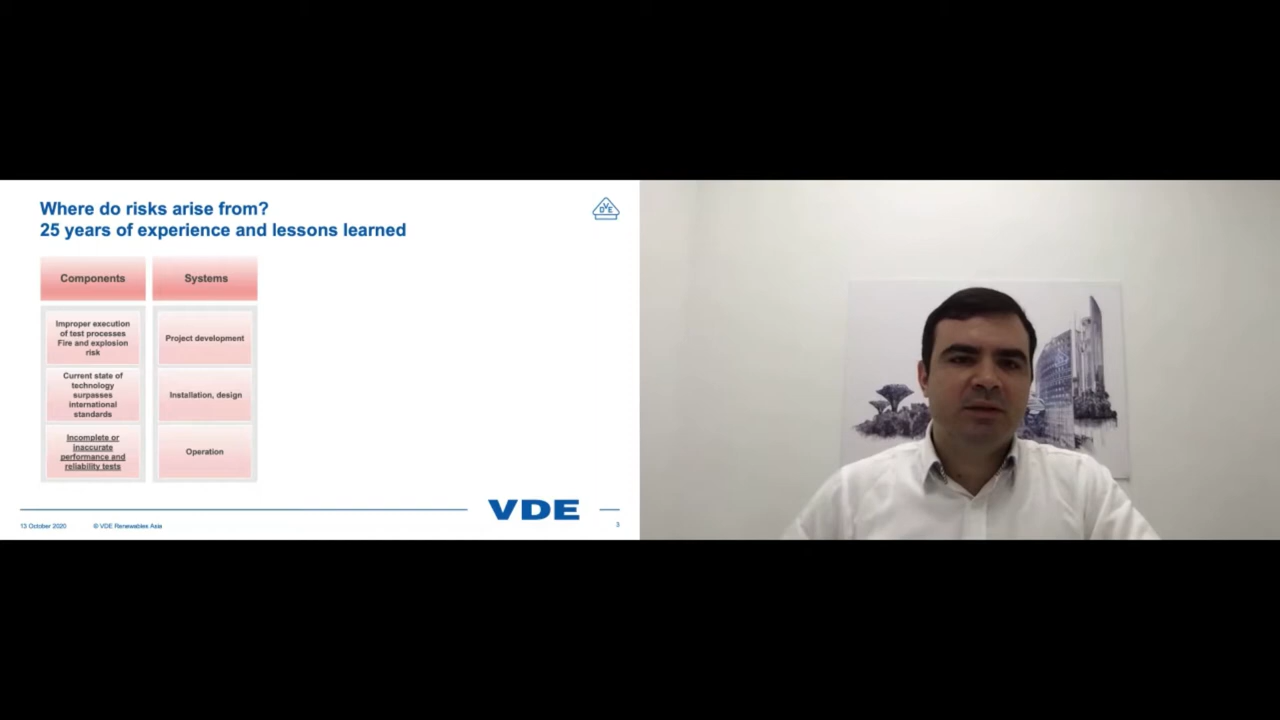 Where do risks arise from?
25 years of experience and lessons learned
VDE
Components
Systems
Improper execution
of test processes
Fire and explosion
risk
Project development
Current state of
technology
surpasses
international
standards
Installation, design
Incomplete or
inaccurate
performance and
reliability tests
Operation
VDE
13 October 2020
© VDE Renewables Asia
3